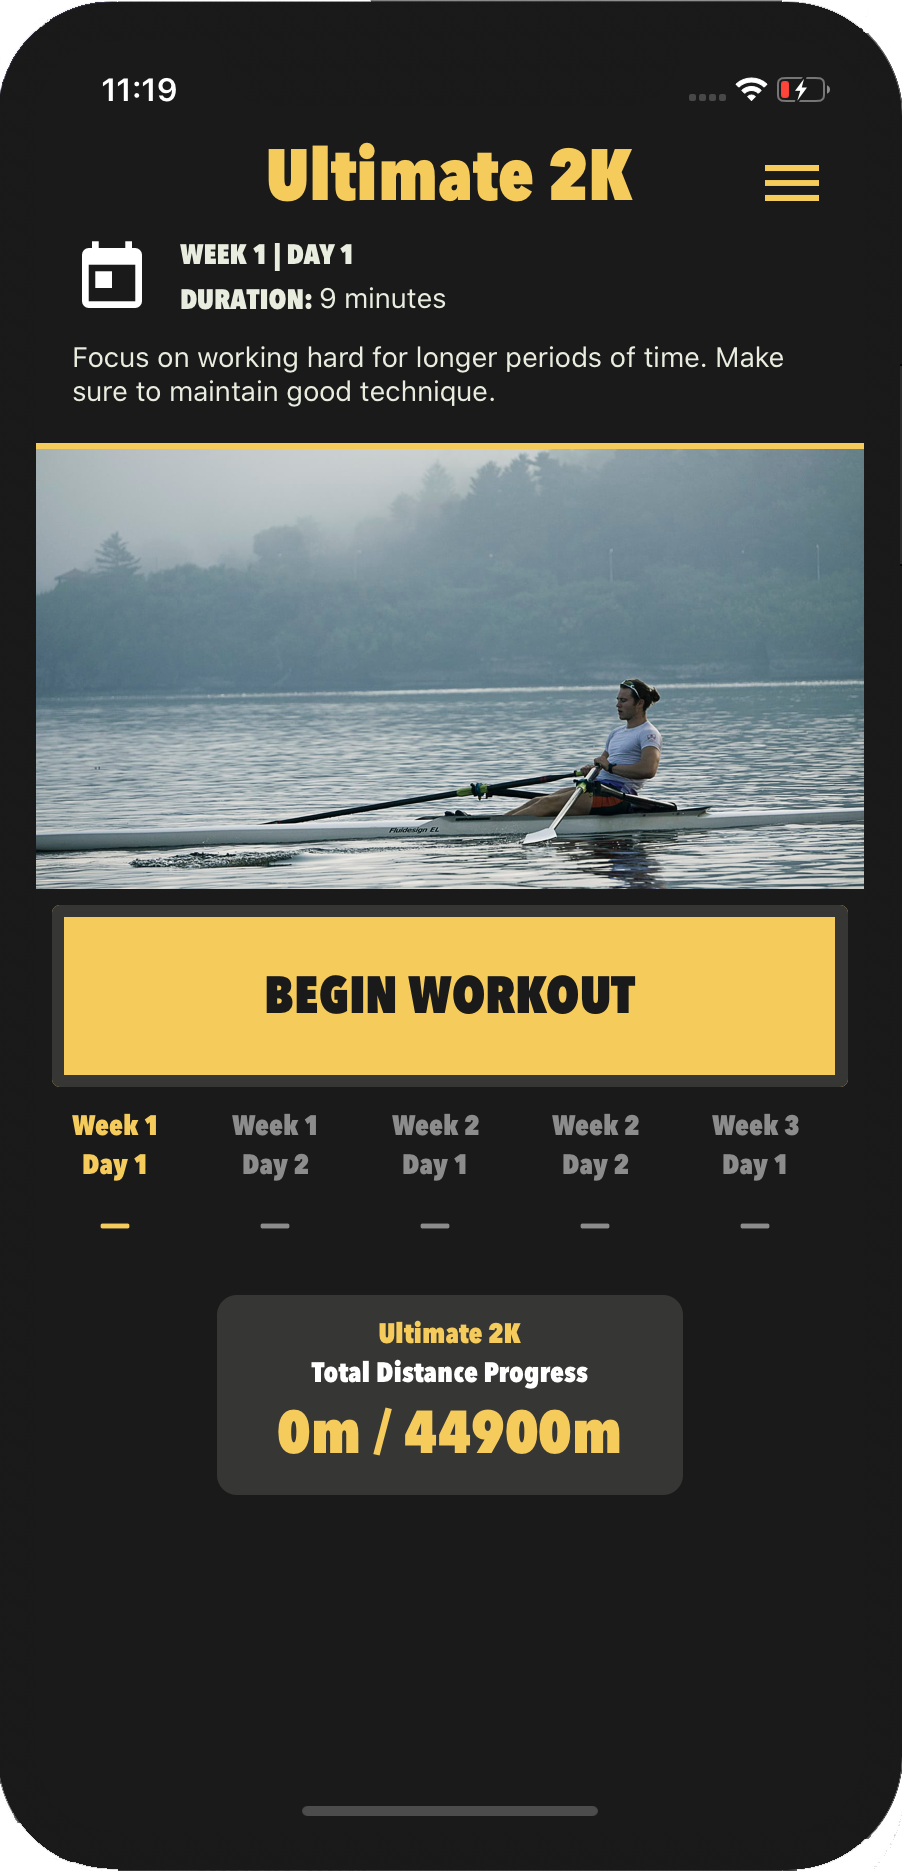 11:19
Ultimate 2K
WEEK 1 | DAY 1
DURATION: 9 minutes
Focus on working hard for longer periods of time. Make
sure to maintain good technique.
Fluidesign EL
BEGIN WORKOUT
Week 1 Week 1 Week 2 Week 2 Week 3
Day 1 Day 2 Day 1 Day 2 Day 1
Ultimate 2K
Total Distance Progress
0m / 44900m